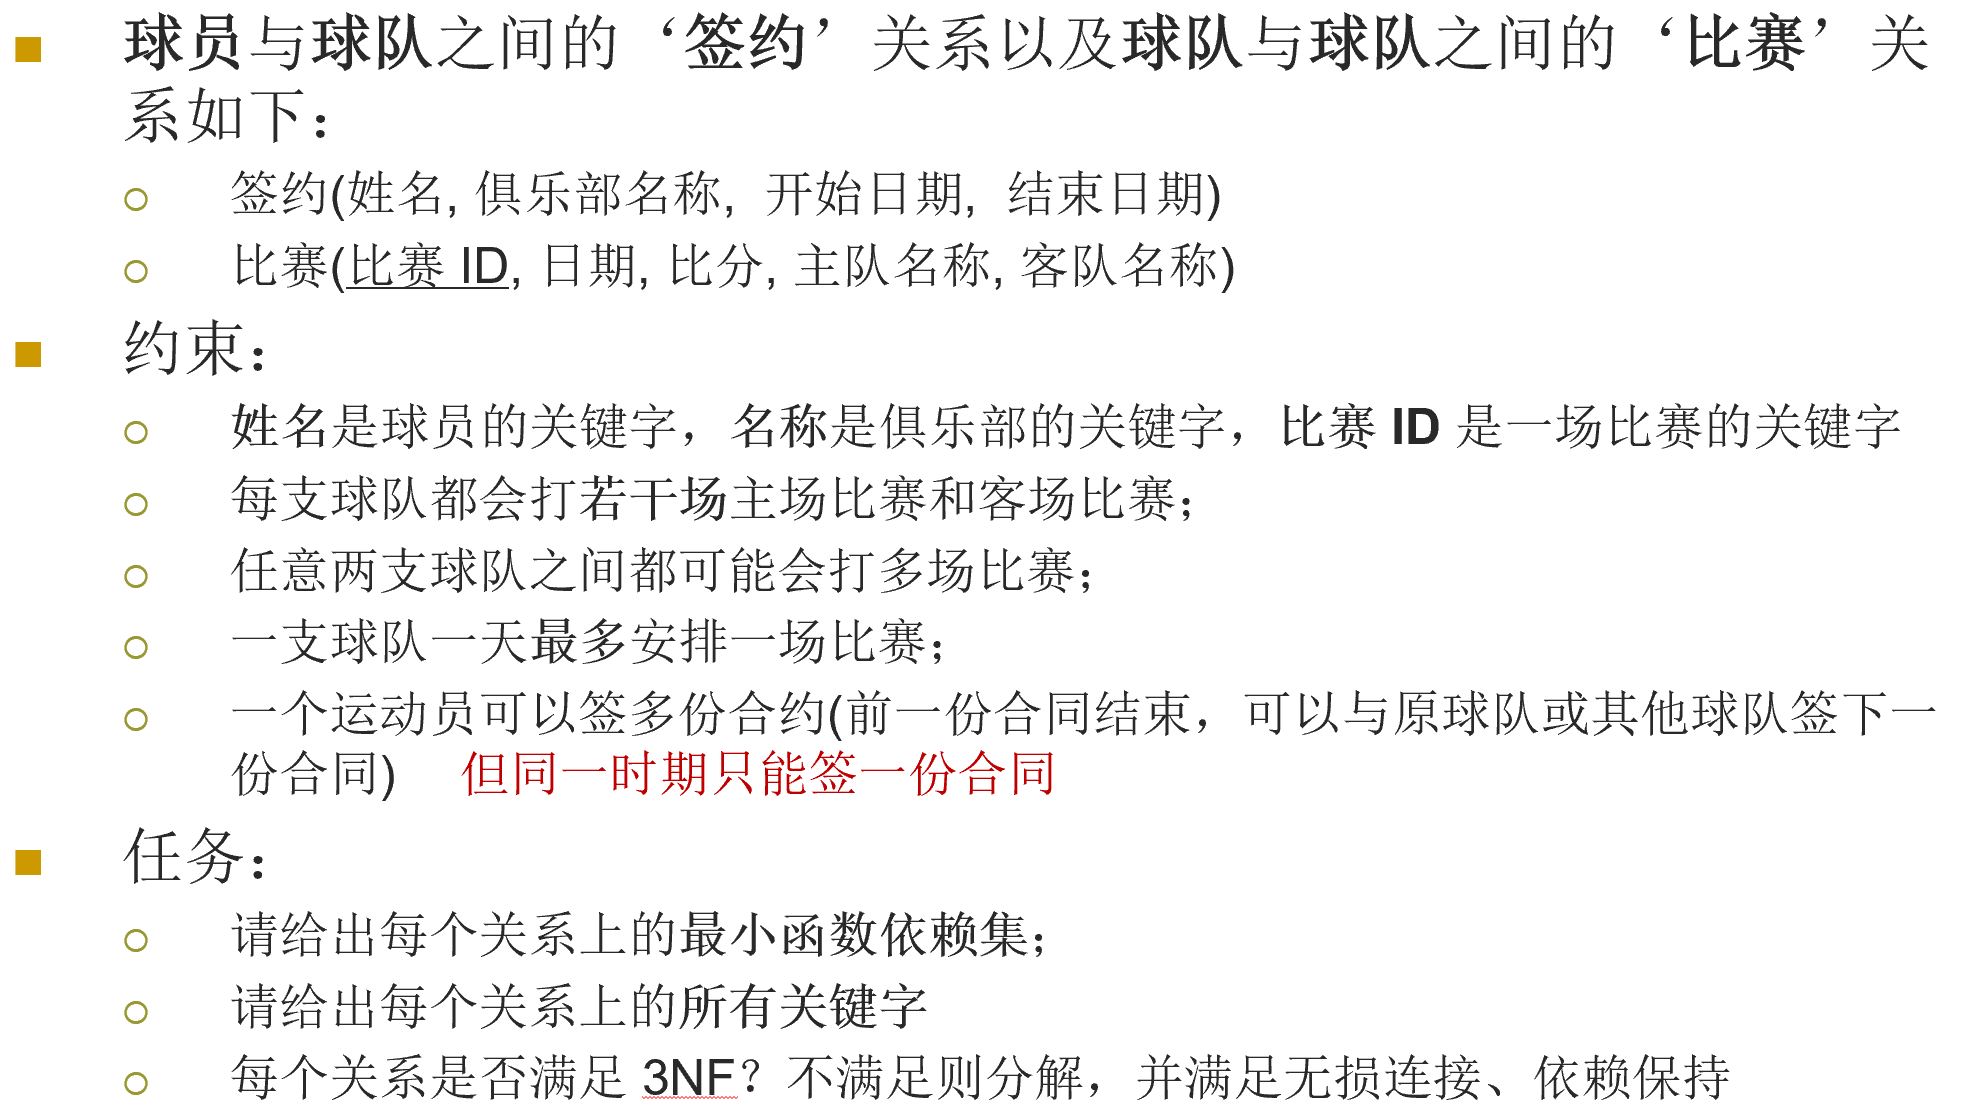 球员与球队之间的‘签约’关系以及球队与球队之间的‘比赛’关
系如下：
签约(姓名, 俱乐部名称, 开始日期, 结束日期)
比赛(比赛 ID, 日期, 比分, 主队名称, 客队名称)
约束：
姓名是球员的关键字，名称是俱乐部的关键字，比赛 ID 是一场比赛的关键字
每支球队都会打若干场主场比赛和客场比赛；
任意两支球队之间都可能会打多场比赛；
一支球队一天最多安排一场比赛；
一个运动员可以签多份合约(前一份合同结束，可以与原球队或其他球队签下一
份合同) 但同一时期只能签一份合同
任务：
请给出每个关系上的最小函数依赖集；
请给出每个关系上的所有关键字
每个关系是否满足 3NF？不满足则分解，并满足无损连接、依赖保持